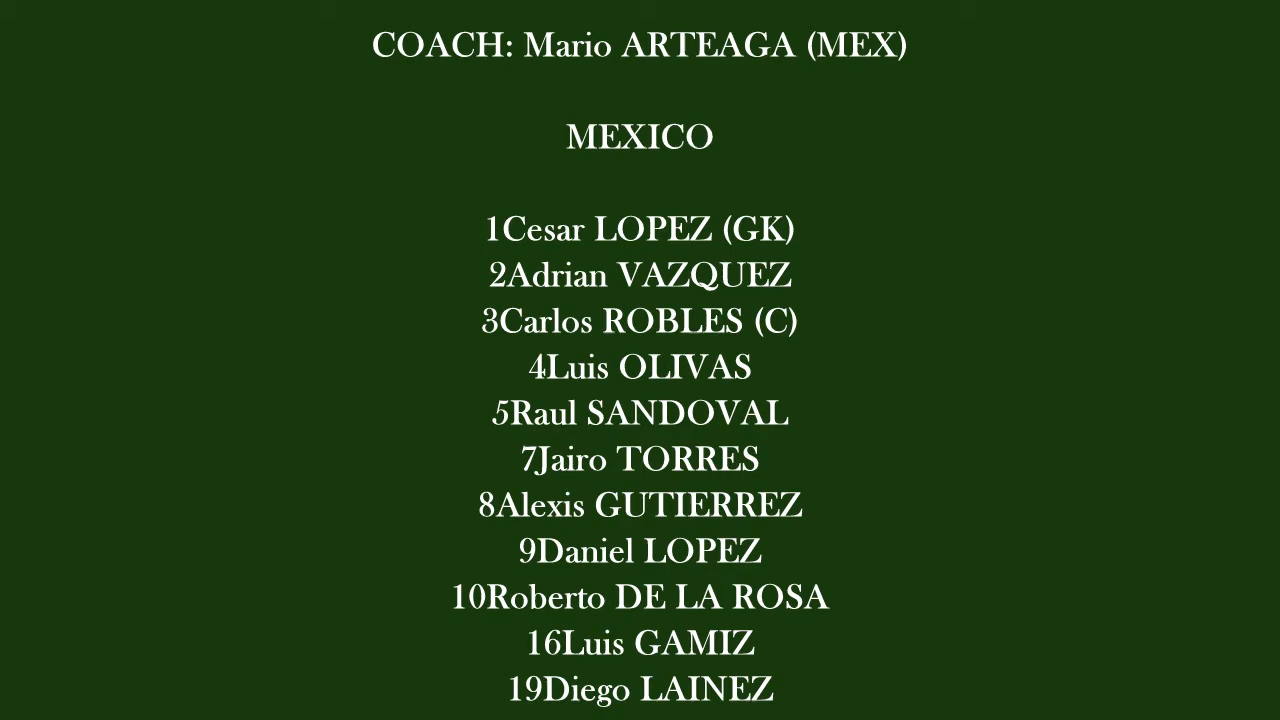 COACH: Mario ARTEAGA (MEX)
MEXICO
1Cesar LOPEZ (GK)
2Adrian VAZQUEZ
3Carlos ROBLES (C)
4Luis OLIVAS
5Raul SANDOVAL
7Jairo TORRES
8Alexis GUTIERREZ
9Daniel LOPEZ
10Roberto DE LA ROSA
16Luis GAMIZ
19Diego LAINEZ